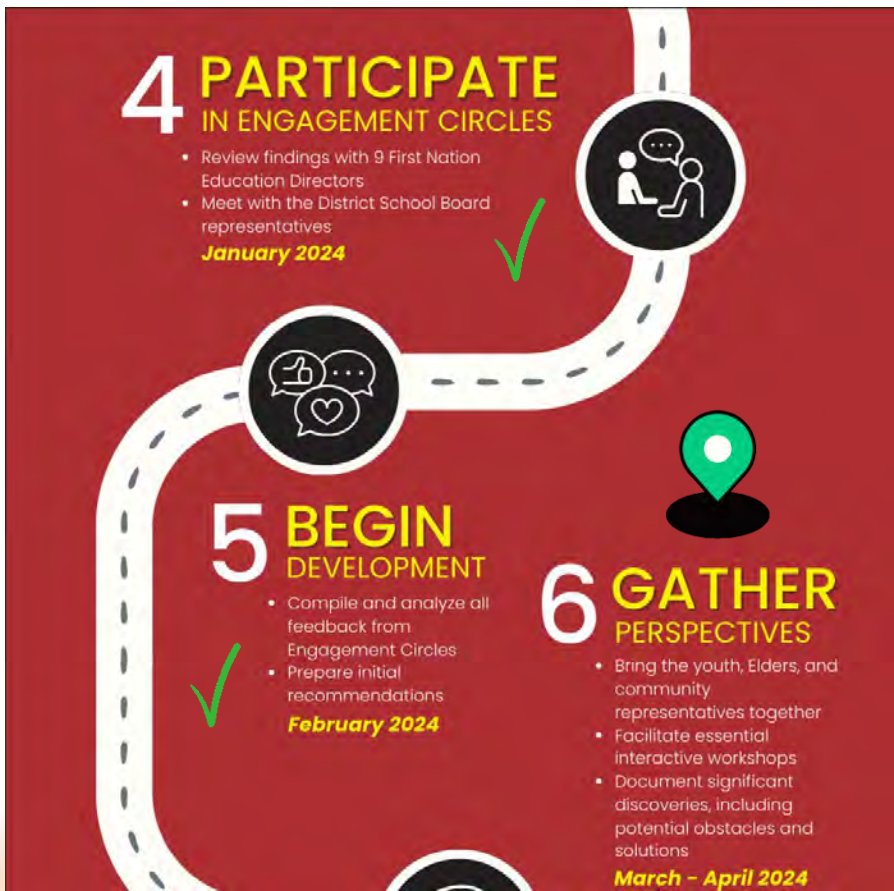 4 PARTICIPATE
IN ENGAGEMENT CIRCLES
• Review findings with 9 First Nation
Education Directors
• Meet with the District School Board
representatives
January 2024
5 BEGIN
DEVELOPMENT
• Compile and analyze all
feedback from
Engagement Circles
• Prepare initial
recommendations
February 2024
6 GATHER
PERSPECTIVES
• Bring the youth, Elders, and
community
representatives together
• Facilitate essential
interactive workshops
• Document significant
discoveries, including
potential obstacles and
solutions
March - April 2024